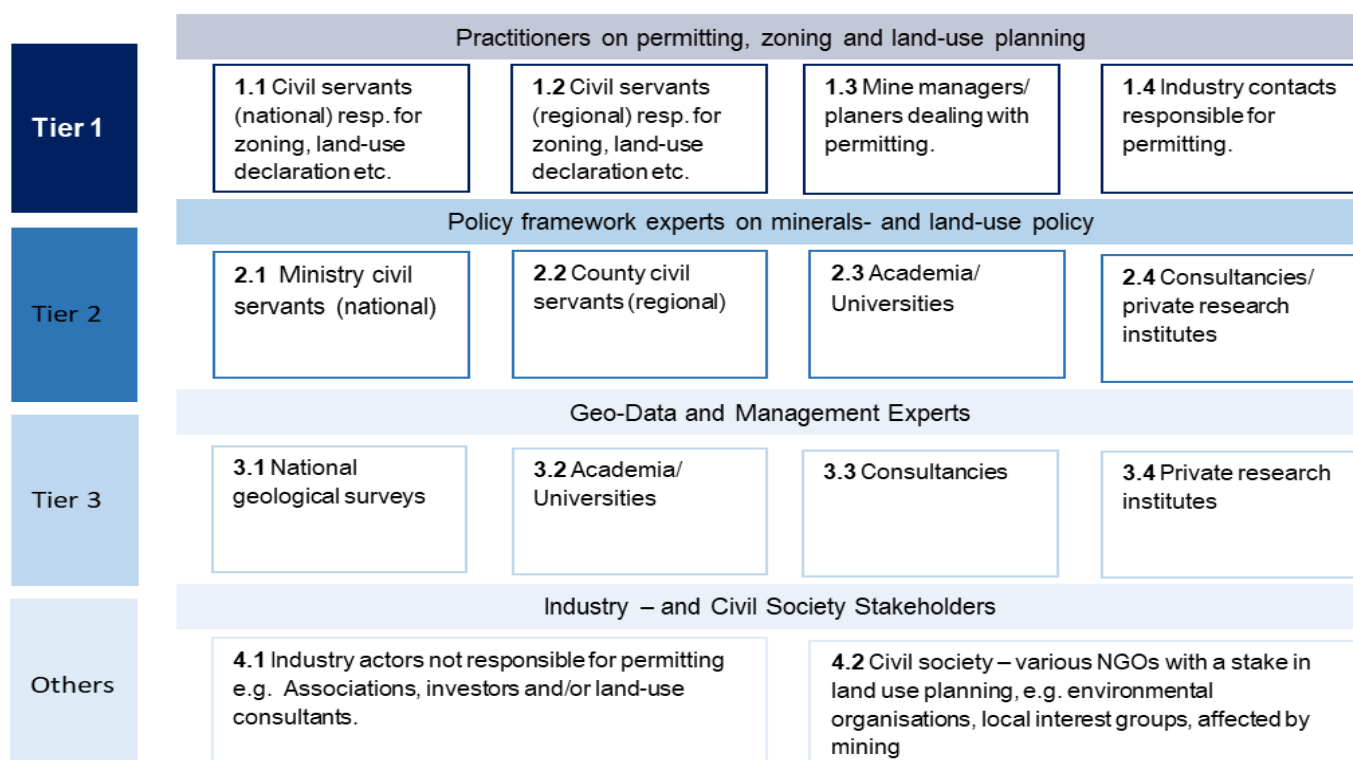 Practitioners on permitting, zoning and land-use planning
Tier 1
1.1 Civil servants
(national) resp. for
zoning, land-use
declaration etc.
1.2 Civil servants
(regional) resp. for
zoning, land-use
declaration etc.
1.3 Mine managers/
planers dealing with
permitting.
1.4 Industry contacts
responsible for
permitting.
Policy framework experts on minerals- and land-use policy
Tier 2
2.1 Ministry civil
servants (national)
2.2 County civil
servants (regional)
2.3 Academia/
Universities
2.4 Consultancies/
private research
institutes
Geo-Data and Management Experts
Tier 3
3.1 National
geological surveys
3.2 Academia/
Universities
3.3 Consultancies
3.4 Private research
institutes
Industry – and Civil Society Stakeholders
Others
4.1 Industry actors not responsible for permitting
e.g. Associations, investors and/or land-use
consultants.
4.2 Civil society – various NGOs with a stake in
land use planning, e.g. environmental
organisations, local interest groups, affected by
mining